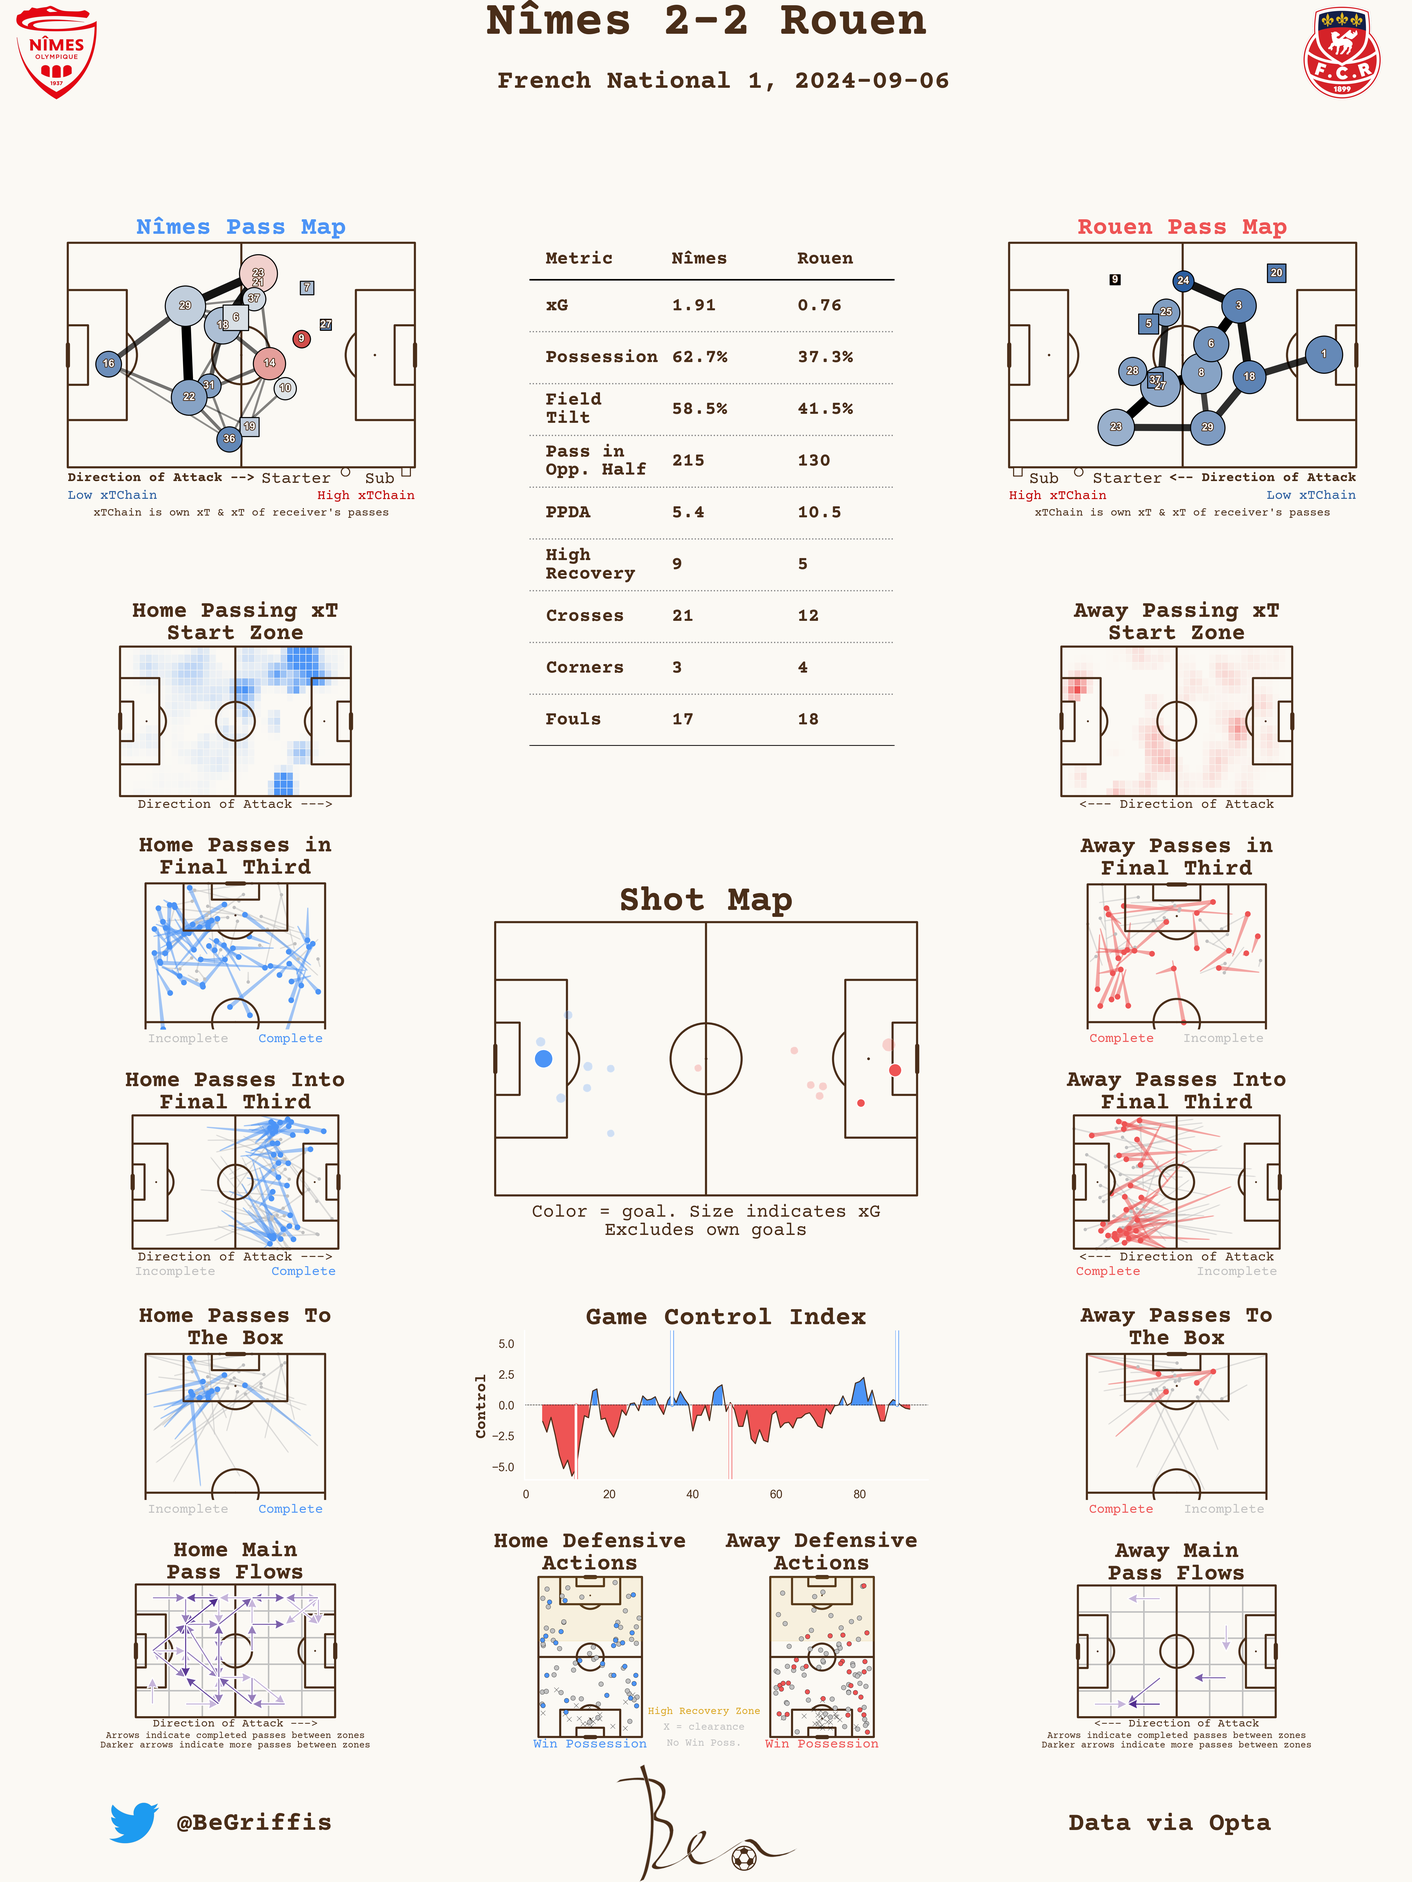 Nîmes 2-2 Rouen
French National 1, 2024-09-06
NÎMES
OLYMPIQUE
1937
F.C.R
1899
Nîmes Pass Map
23
21
37
29
18
6
7
27
9
14
16
31
22
10
19
36
Direction of Attack --> Starter Sub
Low xTChain High xTChain
xTChain is own xT & xT of receiver's passes
Metric Nîmes Rouen
xG 1.91 0.76
Possession 62.7% 37.3%
Field
Tilt 58.5% 41.5%
Pass in
Opp. Half 215 130
PPDA 5.4 10.5
High
Recovery 9 5
Crosses 21 12
Corners 3 4
Fouls 17 18
Rouen Pass Map
9
24
20
25
3
5
6
1
28
37
27
8
18
23
29
Sub Starter <-- Direction of Attack
High xTChain Low xTChain
xTChain is own xT & xT of receiver's passes
Home Passing xT
Start Zone
Direction of Attack --->
Away Passing xT
Start Zone
<--- Direction of Attack
Home Passes in
Final Third
Incomplete Complete
Away Passes in
Final Third
Complete Incomplete
Shot Map
Color = goal. Size indicates xG
Excludes own goals
Home Passes Into
Final Third
Direction of Attack --->
Incomplete Complete
Away Passes Into
Final Third
<--- Direction of Attack
Complete Incomplete
Home Passes To
The Box
Incomplete Complete
Game Control Index
Control
5.0
2.5
0.0
−2.5
−5.0
0 20 40 60 80
Away Passes To
The Box
Complete Incomplete
Home Main
Pass Flows
Direction of Attack --->
Arrows indicate completed passes between zones
Darker arrows indicate more passes between zones
Home Defensive
Actions
Win Possession
High Recovery Zone
X = clearance
No Win Poss.
Away Defensive
Actions
Win Possession
Away Main
Pass Flows
<--- Direction of Attack
Arrows indicate completed passes between zones
Darker arrows indicate more passes between zones
@BeGriffis
Ben
Data via Opta